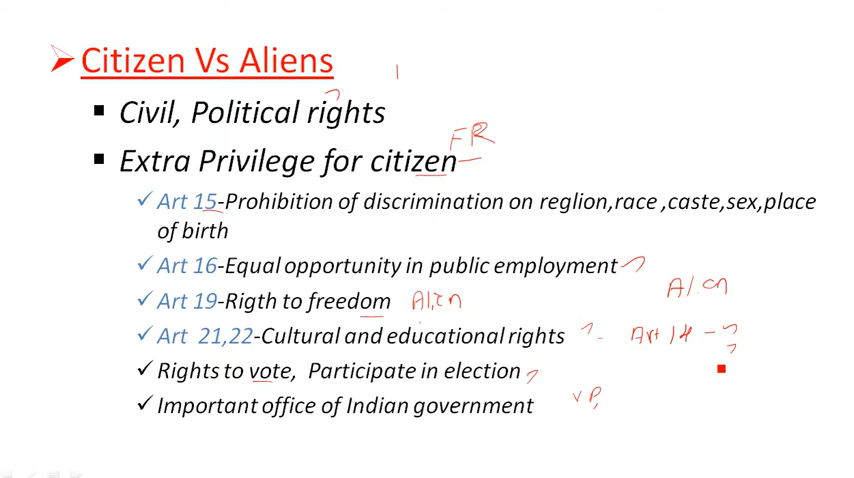 Citizen Vs Aliens
Civil, Political rights
FR
Extra Privilege for citizen
Art 15-Prohibition of discrimination on reglion,race ,caste,sex,place
of birth
Art 16-Equal opportunity in public employment
Alien
Art 19-Rigth to freedom Alien
Art 21,22-Cultural and educational rights Art 14
Rights to vote, Participate in election
Important office of Indian government VP,